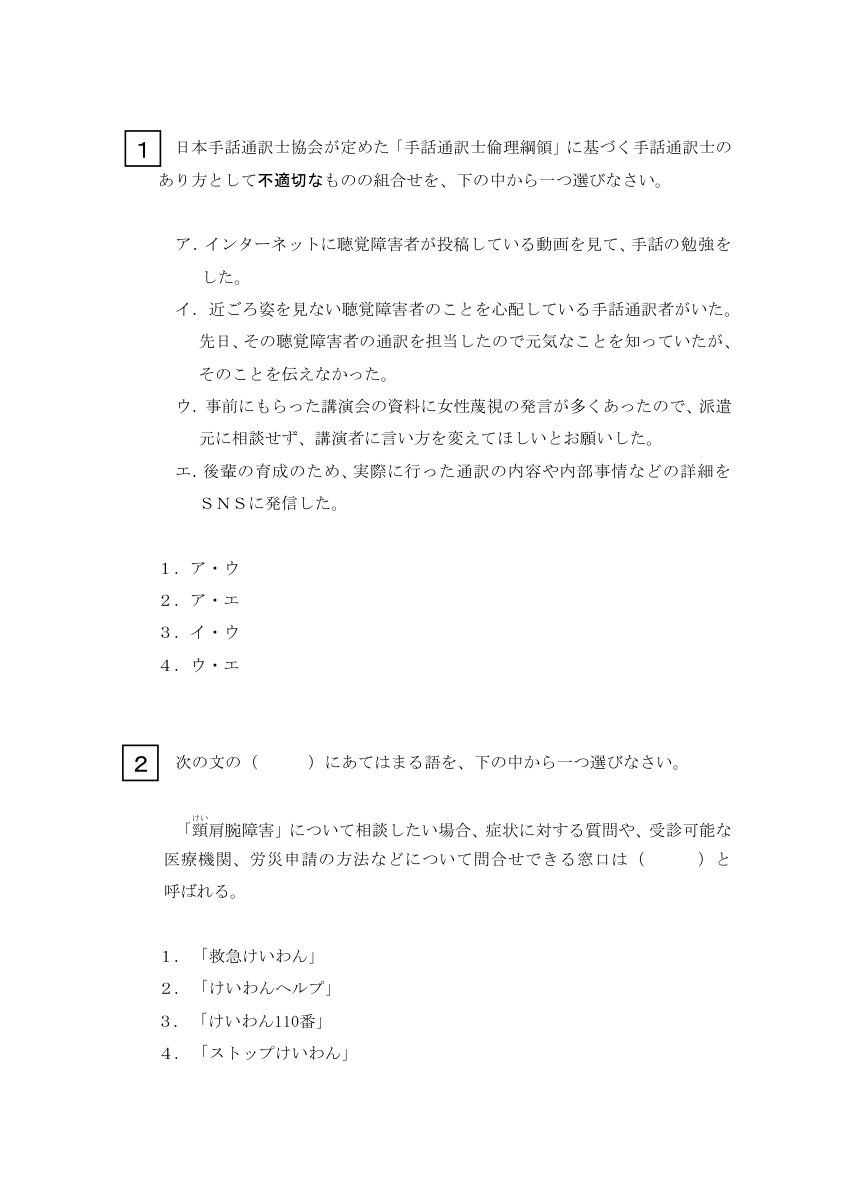 1 日本手話通訳士協会が定めた「手話通訳士倫理綱領」に基づく手話通訳士の
あり方として不適切なものの組合せを、下の中から一つ選びなさい。
ア．インターネットに聴覚障害者が投稿している動画を見て、手話の勉強を
した。
イ．近ごろ姿を見ない聴覚障害者のことを心配している手話通訳者がいた。
先日、その聴覚障害者の通訳を担当したので元気なことを知っていたが、
そのことを伝えなかった。
ウ．事前にもらった講演会の資料に女性蔑視の発言が多くあったので、派遣
元に相談せず、講演者に言い方を変えてほしいとお願いした。
エ．後輩の育成のため、実際に行った通訳の内容や内部事情などの詳細を
ＳＮＳに発信した。
１．ア・ウ
２．ア・エ
３．イ・ウ
４．ウ・エ
2 次の文の（　　　）にあてはまる語を、下の中から一つ選びなさい。
けい
「頸肩腕障害」について相談したい場合、症状に対する質問や、受診可能な
医療機関、労災申請の方法などについて問合せできる窓口は（　　　）と
呼ばれる。
１．「救急けいわん」
２．「けいわんヘルプ」
３．「けいわん110番」
４．「ストップけいわん」